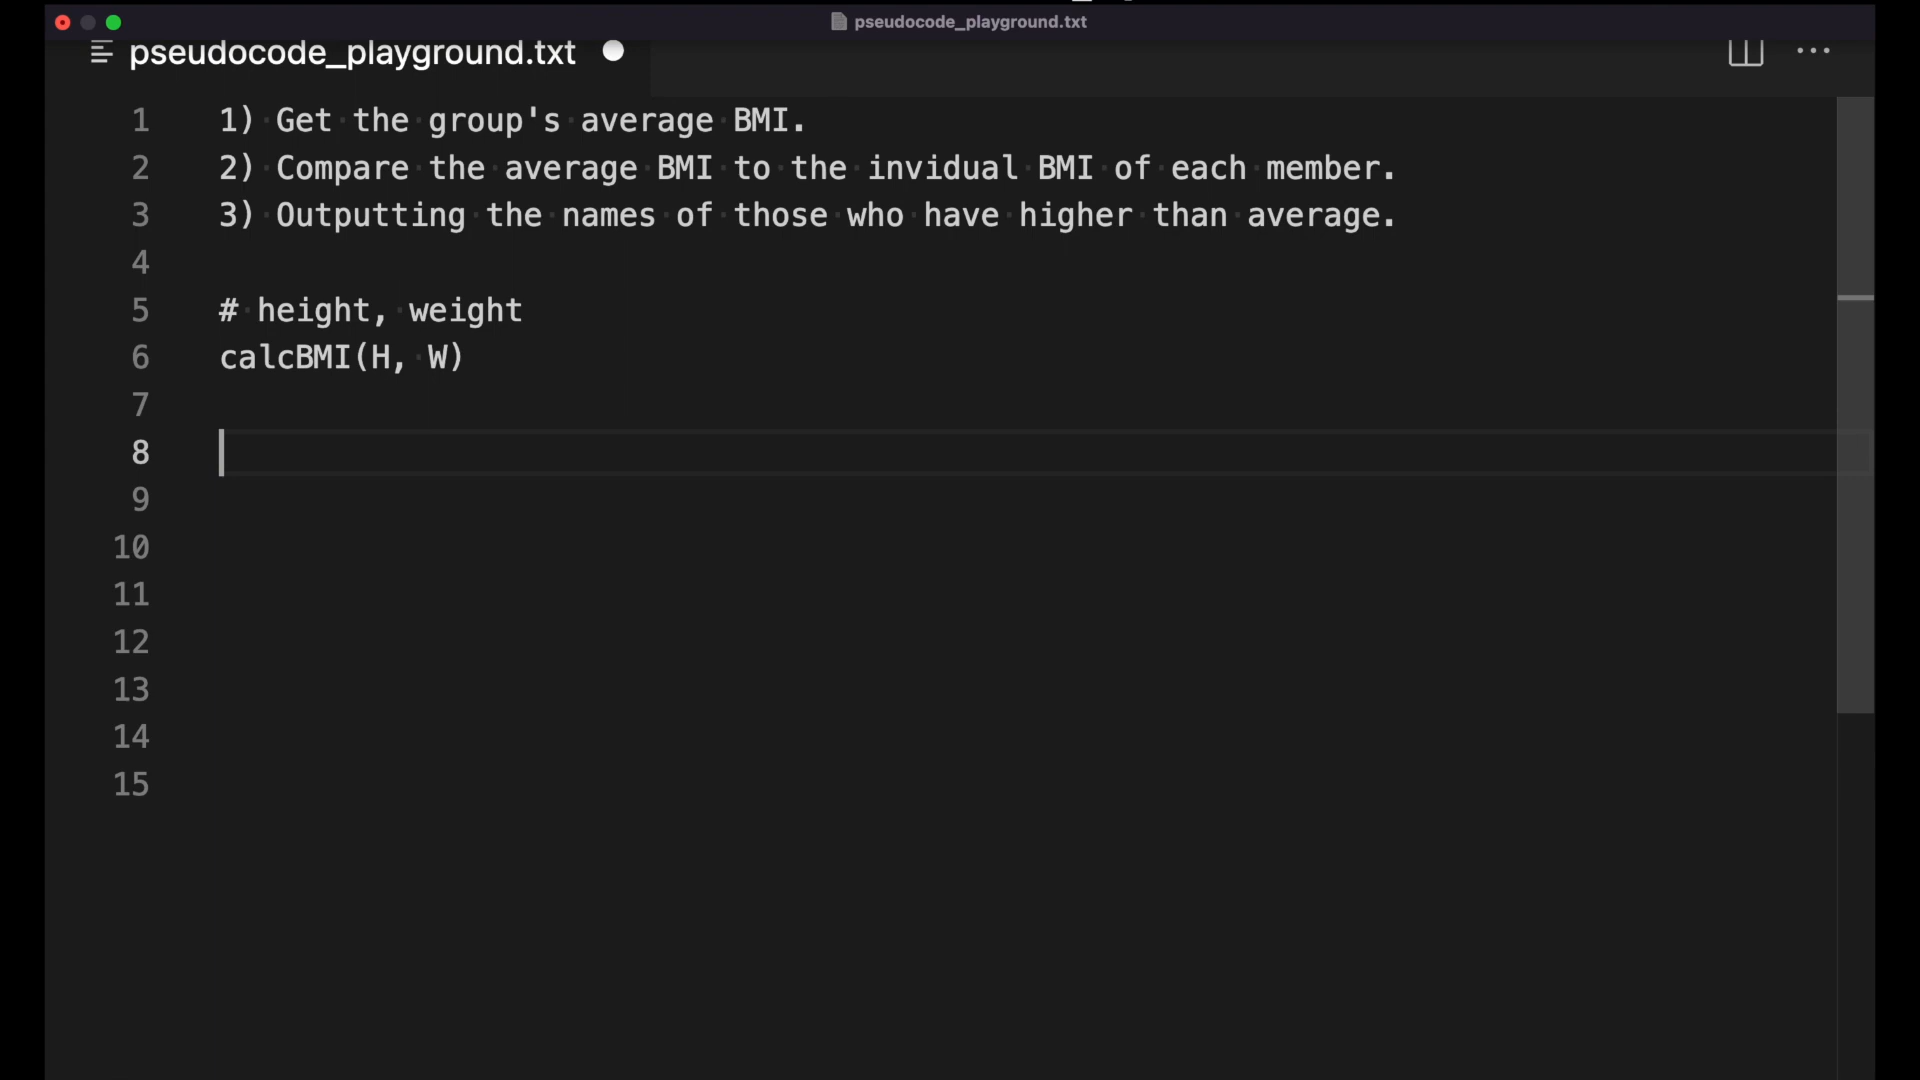 pseudocode_playground.txt
pseudocode_playground.txt
1 1) Get the group's average BMI.
2 2) Compare the average BMI to the invidual BMI of each member.
3 3) Outputting the names of those who have higher than average.
4
5 # height, weight
6 calcBMI(H, W)
7
8
9
10
11
12
13
14
15